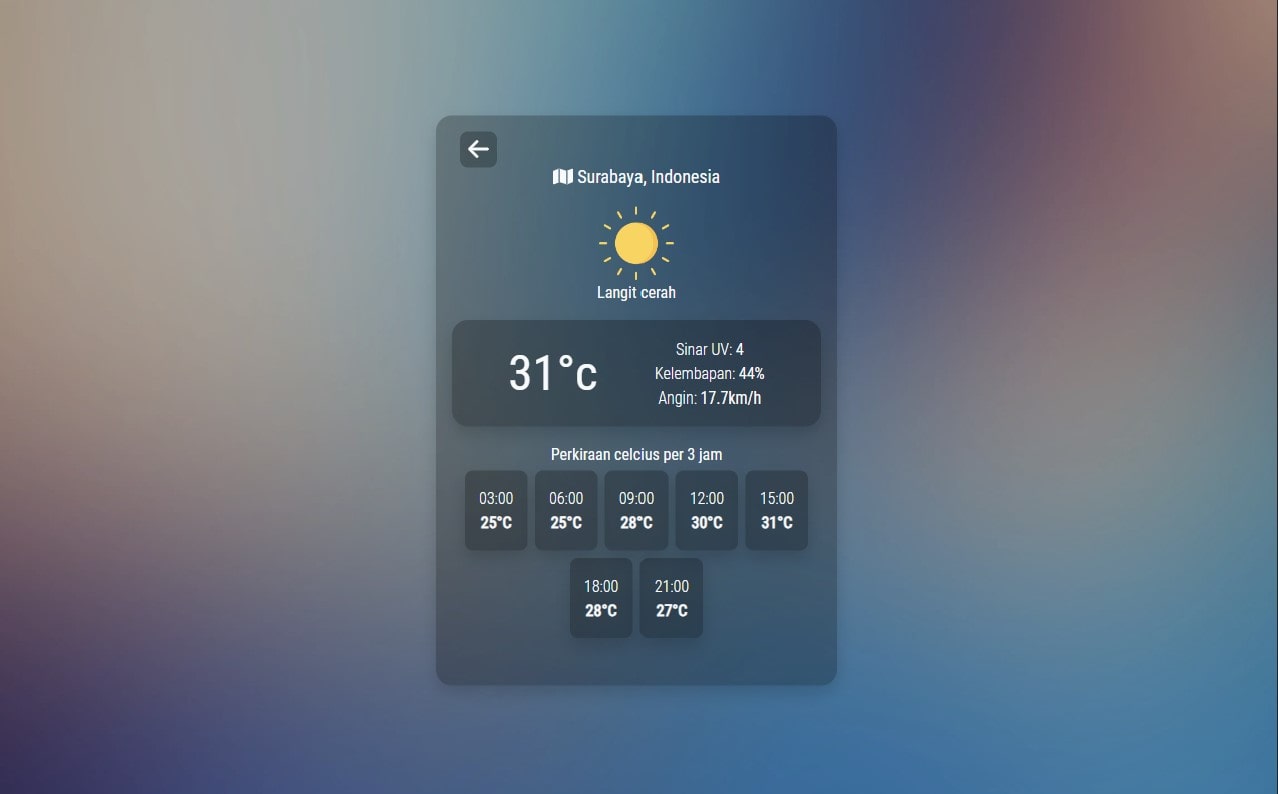 Surabaya, Indonesia
Langit cerah
31°c
Sinar UV: 4
Kelembapan: 44%
Angin: 17.7km/h
Perkiraan celcius per 3 jam
03:00 06:00 09:00 12:00 15:00
25°C 25°C 28°C 30°C 31°C
18:00 21:00
28°C 27°C